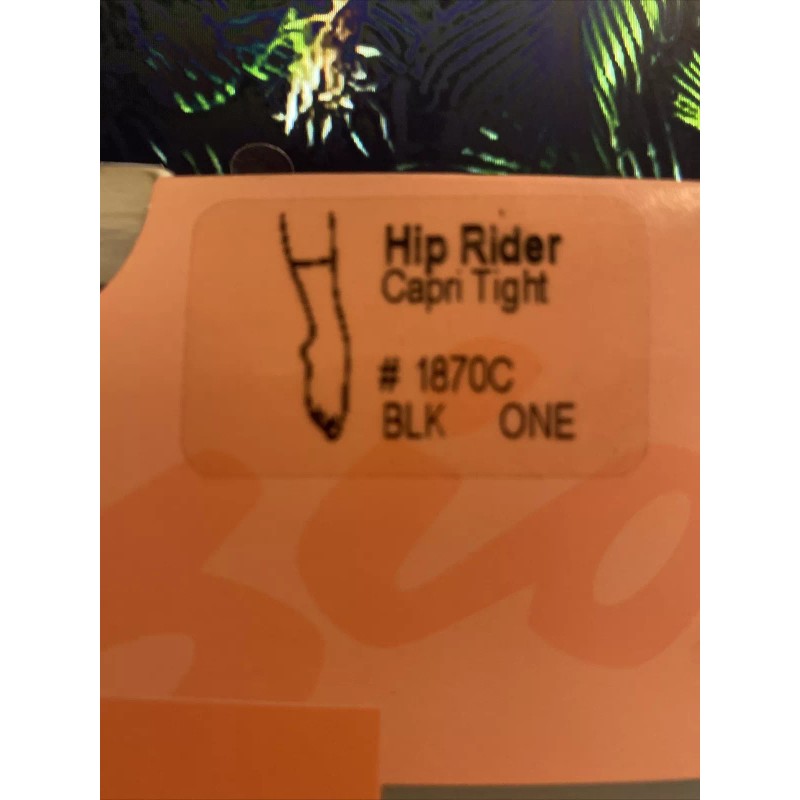 Hip Rider
Capri Tight
# 1870C
BLK ONE